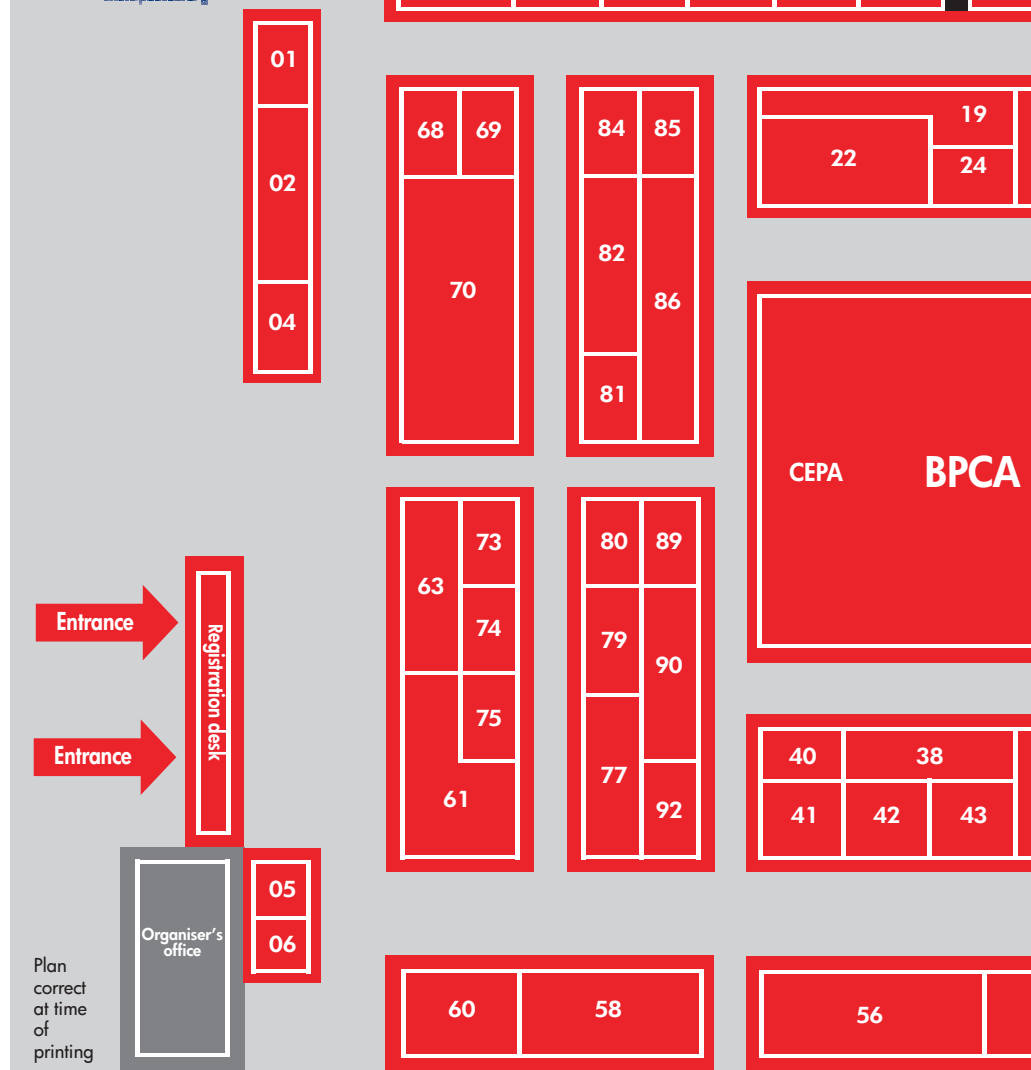 01
68
69
84
85
19
22
24
02
82
70
86
04
81
CEPA
BPCA
73
80
89
63
Entrance
74
79
Registration desk
90
75
Entrance
40
38
77
61
92
41
42
43
05
Organiser's
office
06
Plan
correct
at time
of
printing
60
58
56